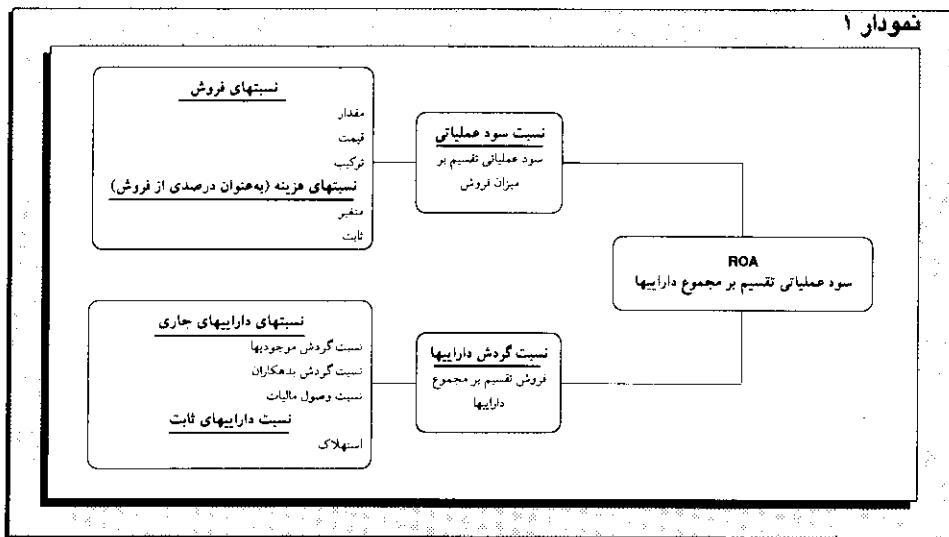 نمودار ۱
نسبتهای فروش
مقدار
قیمت
ترکیب
نسبتهای هزینه (به‌عنوان درصدی از فروش)
متغیر
ثابت
نسبت سود عملیاتی
سود عملیاتی تقسیم بر
میزان فروش
ROA
سود عملیاتی تقسیم بر مجموع داراییها
نسبتهای داراییهای جاری
نسبت گردش موجودیها
نسبت گردش بدهکاران
نسبت وصول مالیات
نسبت داراییهای ثابت
استهلاک
نسبت گردش داراییها
فروش تقسیم بر مجموع
داراییها